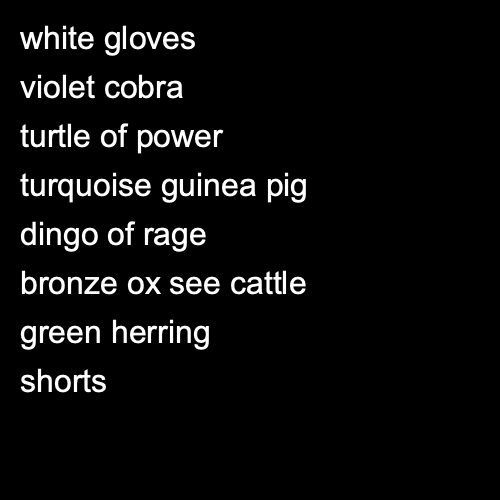 white gloves
violet cobra
turtle of power
turquoise guinea pig
dingo of rage
bronze ox see cattle
green herring
shorts